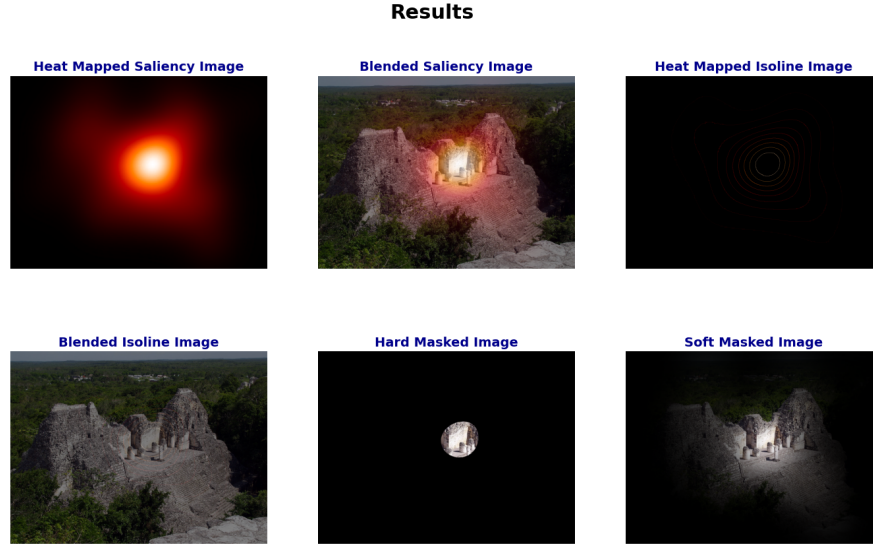 Results
Heat Mapped Saliency Image
Blended Saliency Image
Heat Mapped Isoline Image
Blended Isoline Image
Hard Masked Image
Soft Masked Image